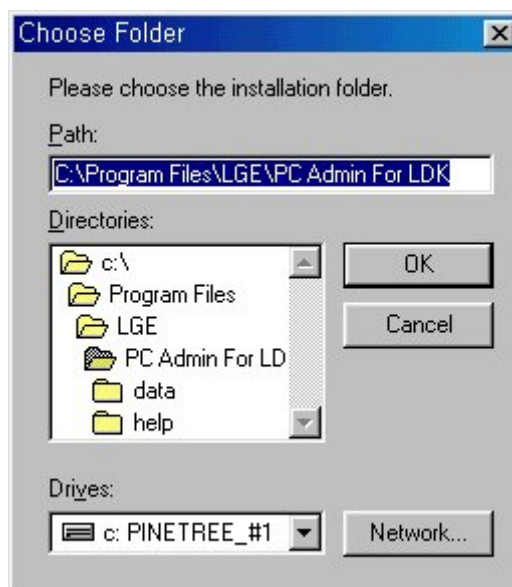 Choose Folder
Please choose the installation folder.
Path:
C:\Program Files\LGE\PC Admin For LDK
Directories:
c:\
Program Files
LGE
PC Admin For LD
data
help
OK
Cancel
Drives:
c: PINETREE_#1
Network...